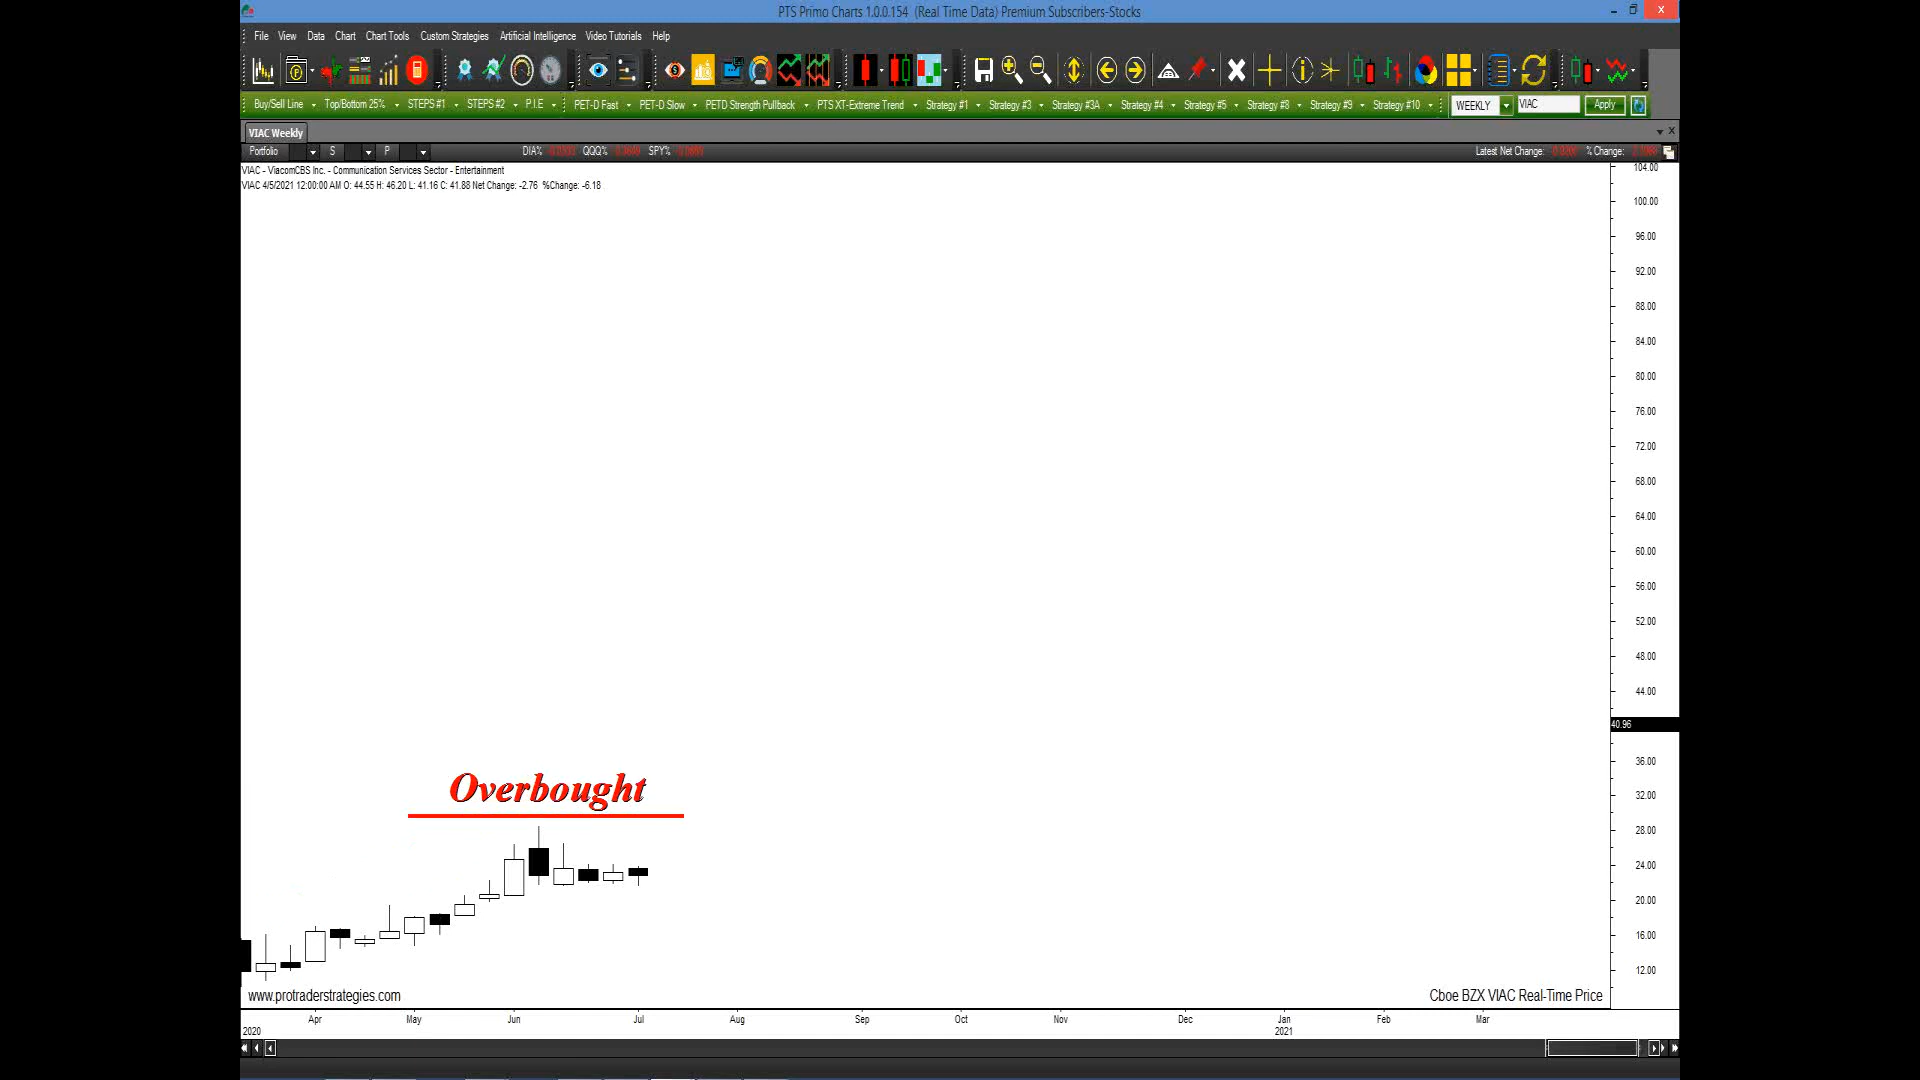 PTS Primo Charts 1.0.0.154 (Real Time Data) Premium Subscribers-Stocks
File View Data Chart Chart Tools Custom Strategies Artificial Intelligence Video Tutorials Help
Buy/Sell Line Top/Bottom 25% STEPS #1 STEPS #2 P.I.E PET-D Fast PET-D Slow PETD Strength Pullback PTS XT-Extreme Trend Strategy #1 Strategy #3 Strategy #3A Strategy #4 Strategy #5 Strategy #8 Strategy #9 Strategy #10 WEEKLY VIAC Apply
VIAC Weekly
Portfolio S P DIA% QQQ% SPY% Latest Net Change: % Change:
VIAC - ViacomCBS Inc. - Communication Services Sector - Entertainment
VIAC 4/5/2021 12:00:00 AM O: 44.55 H: 46.20 L: 41.16 C: 41.88 Net Change: -2.76 %Change: -6.18
104.00
100.00
96.00
92.00
88.00
84.00
80.00
76.00
72.00
68.00
64.00
60.00
56.00
52.00
48.00
44.00
40.96
36.00
32.00
28.00
24.00
20.00
16.00
12.00
Overbought
www.protraderstrategies.com
Cboe BZX VIAC Real-Time Price
Apr May Jun Jul Aug Sep Oct Nov Dec Jan Feb Mar
2020 2021